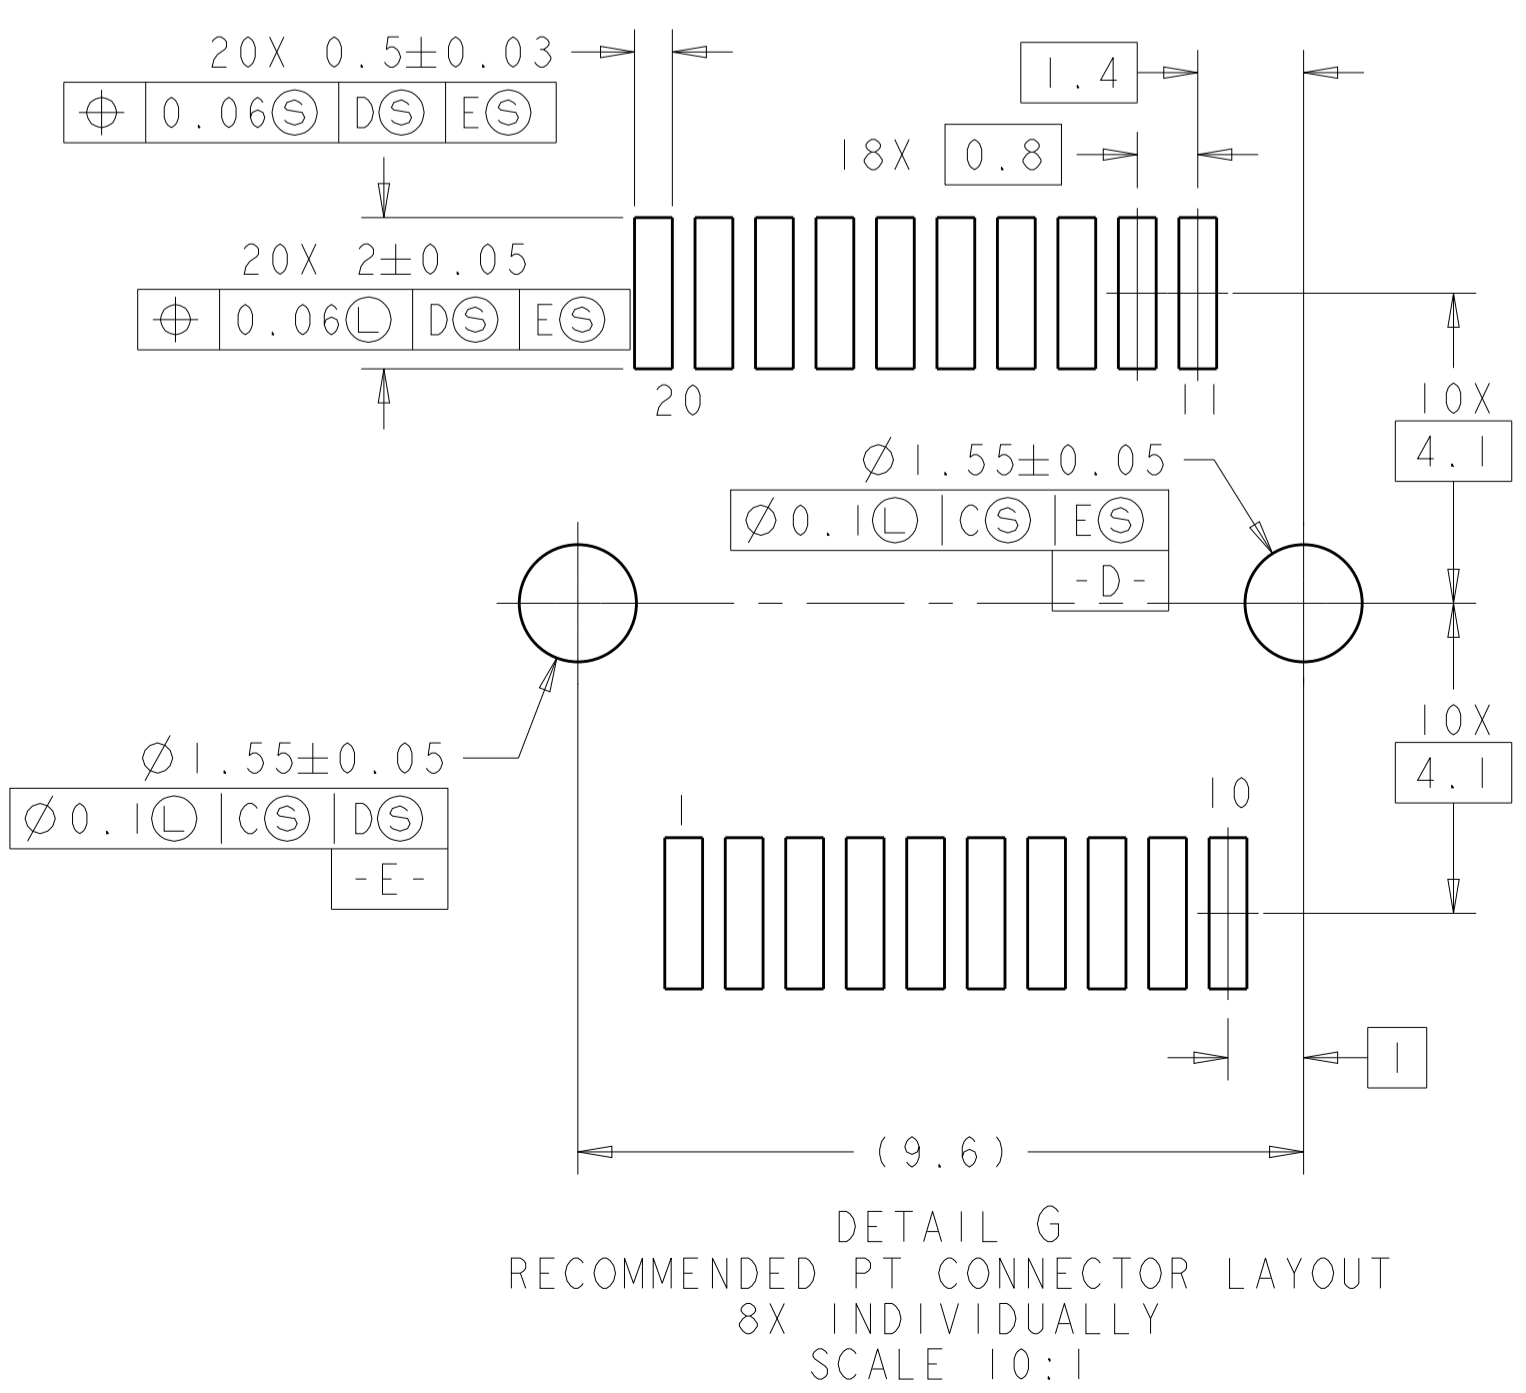 20X 0.5±0.03
⌖ 0.06Ⓢ DⓈ EⓈ
1.4
18X 0.8
20X 2±0.05
⌖ 0.06Ⓛ DⓈ EⓈ
20
11
10X
4.1
Ø1.55±0.05
Ø0.1Ⓛ CⓈ EⓈ
-D-
10X
4.1
Ø1.55±0.05
Ø0.1Ⓛ CⓈ DⓈ
-E-
1
10
1
(9.6)
DETAIL G
RECOMMENDED PT CONNECTOR LAYOUT
8X INDIVIDUALLY
SCALE 10:1